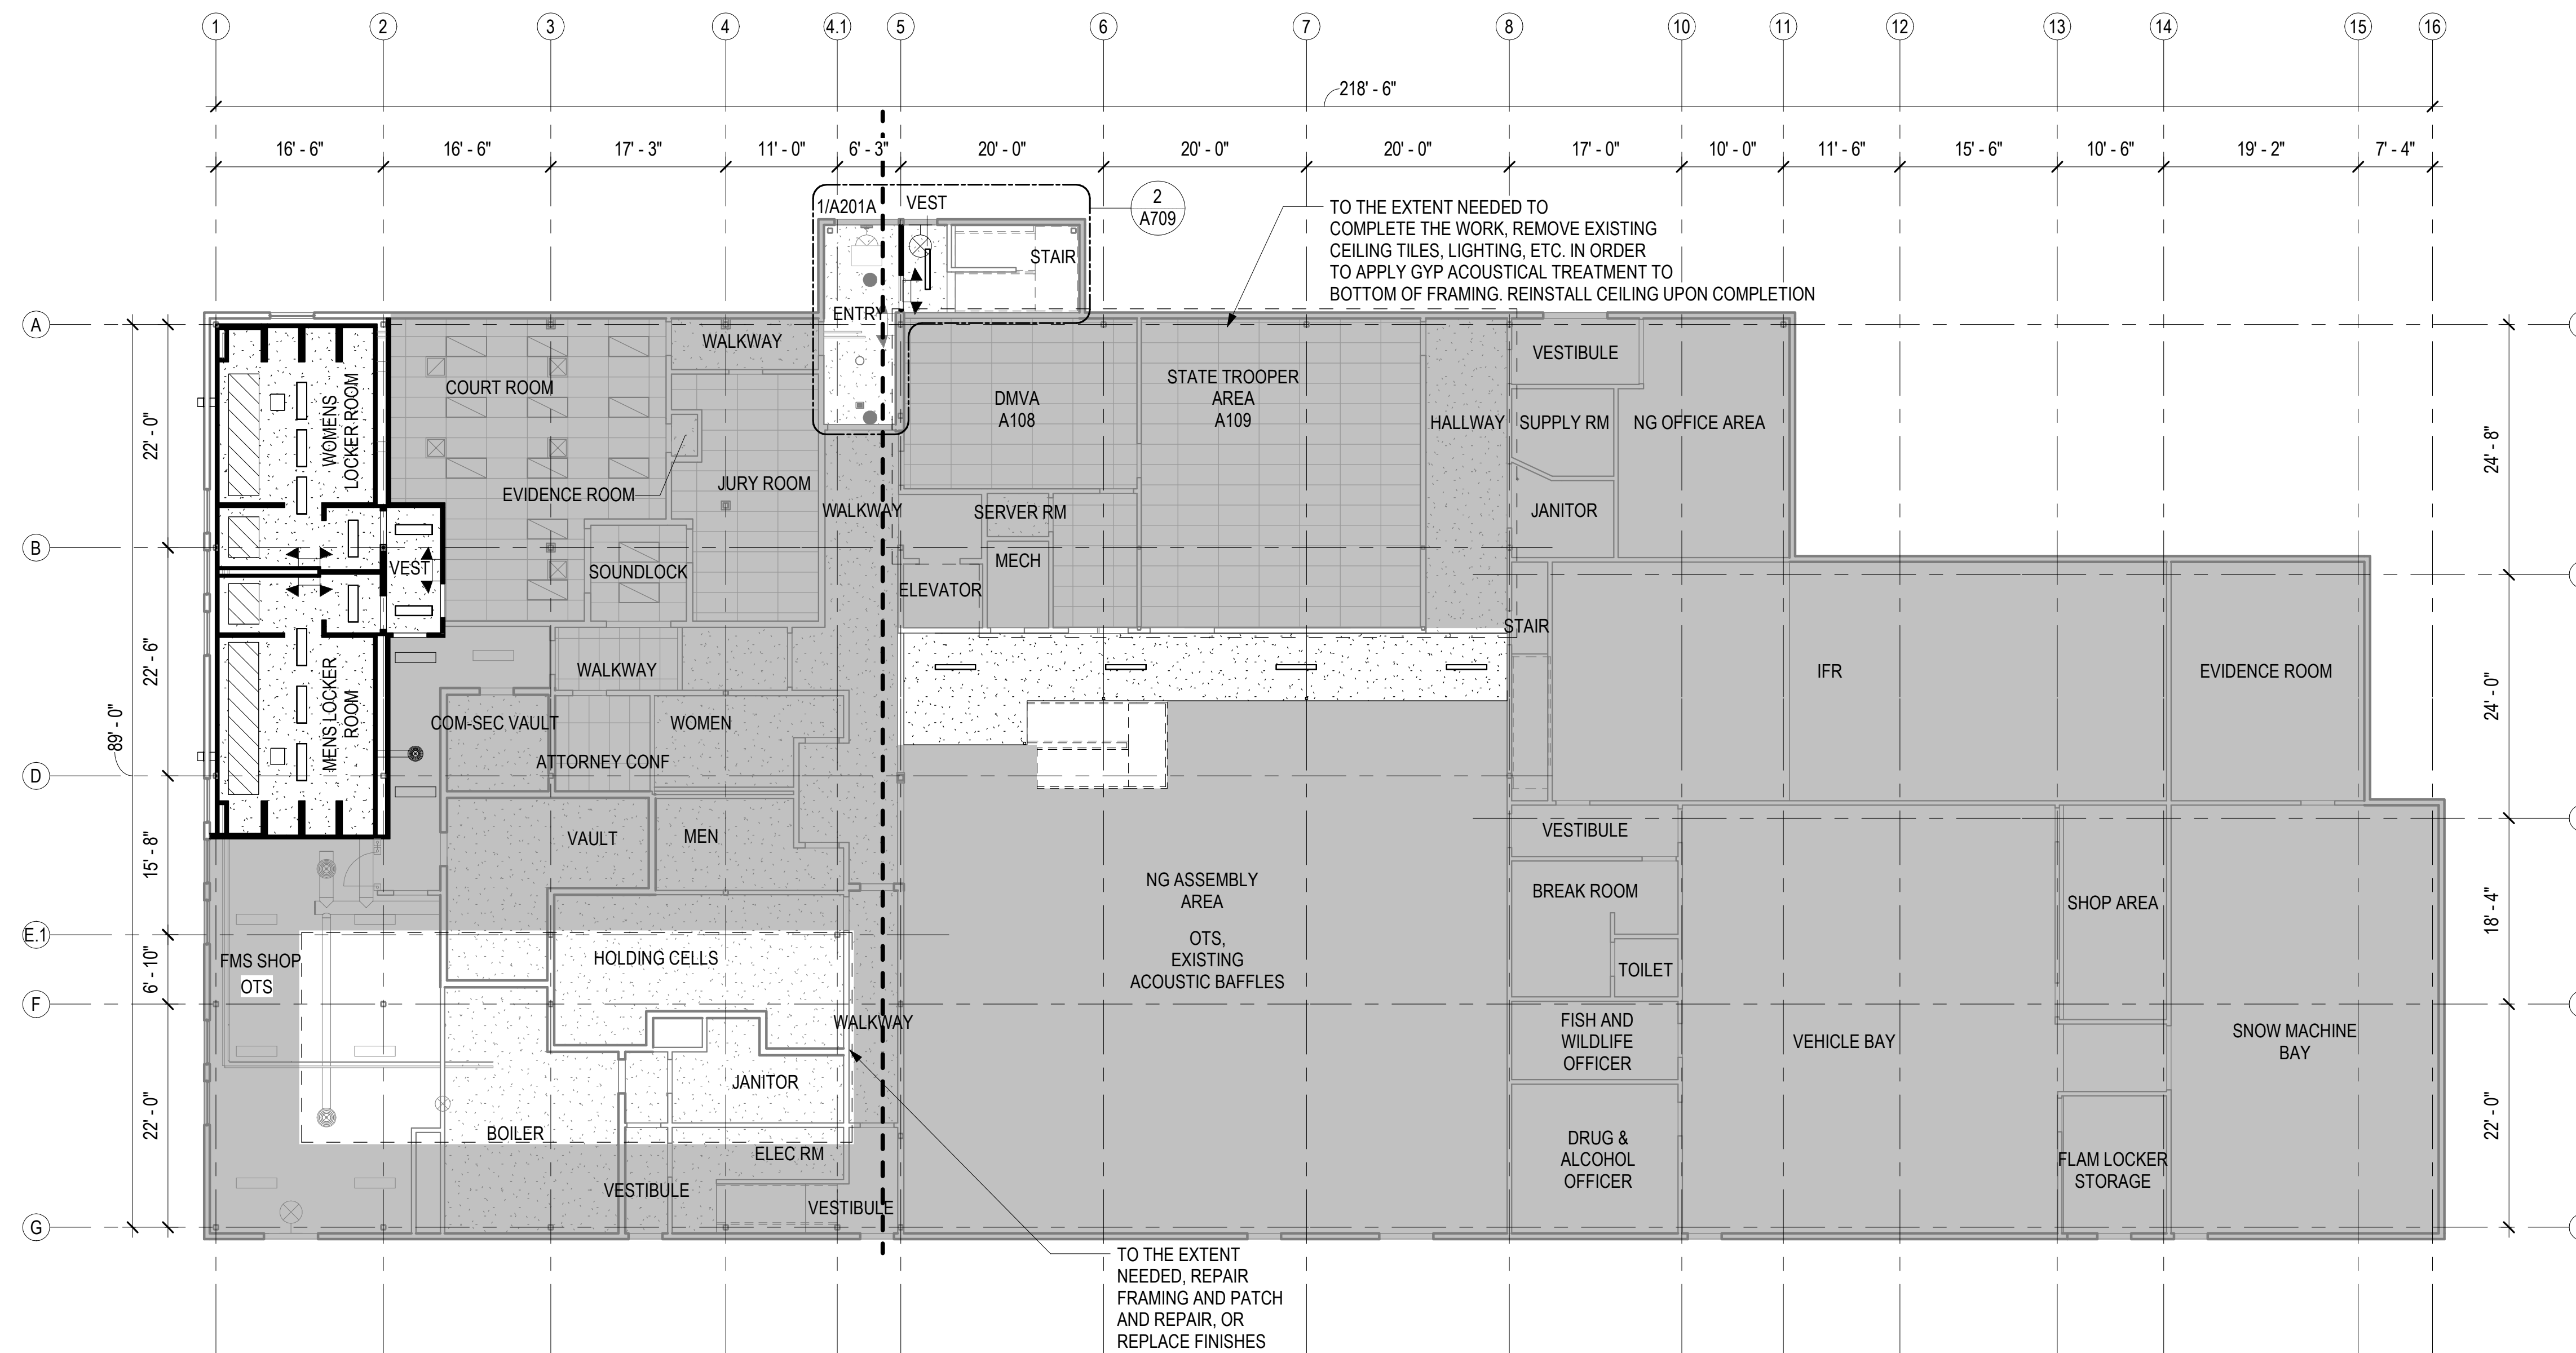 1 2 3 4 4.1 5 6 7 8 10 11 12 13 14 15 16
218' - 6"
16' - 6" 16' - 6" 17' - 3" 11' - 0" 6' - 3" 20' - 0" 20' - 0" 20' - 0" 17' - 0" 10' - 0" 11' - 6" 15' - 6" 10' - 6" 19' - 2" 7' - 4"
1/A201A
VEST
2
A709
STAIR
ENTRY
TO THE EXTENT NEEDED TO
COMPLETE THE WORK, REMOVE EXISTING
CEILING TILES, LIGHTING, ETC. IN ORDER
TO APPLY GYP ACOUSTICAL TREATMENT TO
BOTTOM OF FRAMING. REINSTALL CEILING UPON COMPLETION
A
B
D
E.1
F
G
89' - 0"
22' - 0"
22' - 6"
15' - 8"
6' - 10"
22' - 0"
WOMENS
LOCKER ROOM
COURT ROOM
WALKWAY
EVIDENCE ROOM
JURY ROOM
WALKWAY
SOUNDLOCK
VEST
MENS LOCKER
ROOM
DMVA
A108
STATE TROOPER
AREA
A109
HALLWAY
SERVER RM
MECH
ELEVATOR
VESTIBULE
SUPPLY RM
NG OFFICE AREA
JANITOR
STAIR
IFR
EVIDENCE ROOM
WALKWAY
COM-SEC VAULT
WOMEN
ATTORNEY CONF
VAULT
MEN
HOLDING CELLS
FMS SHOP
OTS
WALKWAY
JANITOR
BOILER
ELEC RM
VESTIBULE
VESTIBULE
NG ASSEMBLY
AREA
OTS,
EXISTING
ACOUSTIC BAFFLES
VESTIBULE
BREAK ROOM
TOILET
FISH AND
WILDLIFE
OFFICER
DRUG &
ALCOHOL
OFFICER
VEHICLE BAY
SHOP AREA
FLAM LOCKER
STORAGE
SNOW MACHINE
BAY
24' - 8"
24' - 0"
18' - 4"
22' - 0"
TO THE EXTENT
NEEDED, REPAIR
FRAMING AND PATCH
AND REPAIR, OR
REPLACE FINISHES